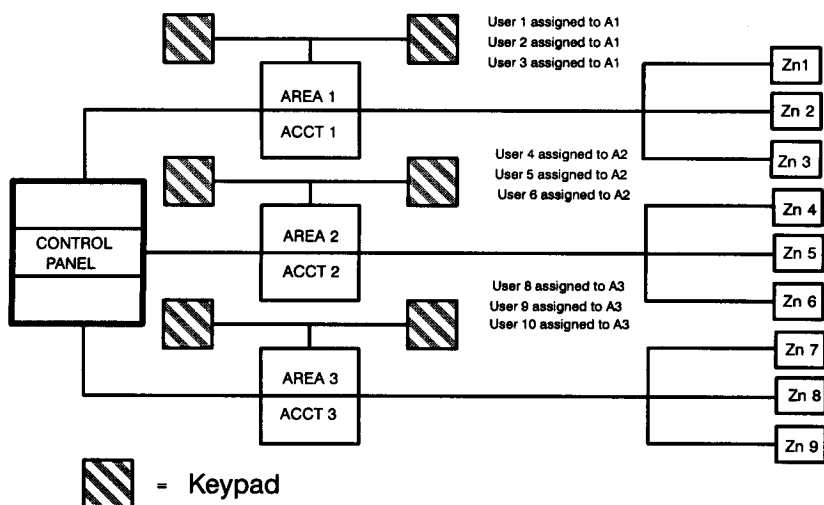 User 1 assigned to A1
User 2 assigned to A1
User 3 assigned to A1
AREA 1
ACCT 1
Zn1
Zn 2
Zn 3
User 4 assigned to A2
User 5 assigned to A2
User 6 assigned to A2
CONTROL
PANEL
AREA 2
ACCT 2
Zn 4
Zn 5
Zn 6
User 8 assigned to A3
User 9 assigned to A3
User 10 assigned to A3
AREA 3
ACCT 3
Zn 7
Zn 8
Zn 9
= Keypad